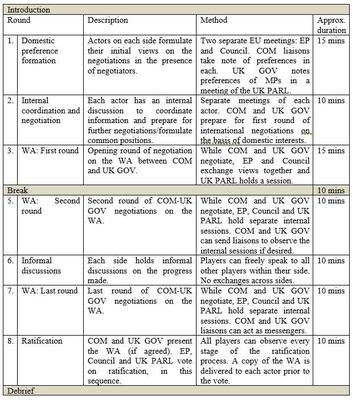 Introduction
Round Description Method Approx. duration
1. Domestic preference formation
Actors on each side formulate their initial views on the negotiations in the presence of negotiators.
Two separate EU meetings: EP and Council. COM liaisons take note of preferences in each. UK GOV notes preferences of MPs in a meeting of the UK PARL.
15 mins
2. Internal coordination and negotiation
Each actor has an internal discussion to coordinate information and prepare for further negotiations/formulate common positions.
Separate meetings of each actor. COM and UK GOV prepare for first round of international negotiations on the basis of domestic interests.
10 mins
3. WA: First round
Opening round of negotiation on the WA between COM and UK GOV.
While COM and UK GOV negotiate, EP and Council exchange views together and UK PARL holds a session.
15 mins
Break 10 mins
5. WA: Second round
Second round of COM-UK GOV negotiations on the WA.
While COM and UK GOV negotiate, EP, Council and UK PARL hold separate internal sessions. COM and UK GOV can send liaisons to observe the internal sessions if desired.
10 mins
6. Informal discussions
Each side holds informal discussions on the progress made.
Players can freely speak to all other players within their side. No exchanges across sides.
10 mins
7. WA: Last round
Last round of COM-UK GOV negotiations on the WA.
While COM and UK GOV negotiate, EP, Council and UK PARL hold separate internal sessions. COM and UK GOV liaisons can act as messengers.
10 mins
8. Ratification
COM and UK GOV present the WA (if agreed). EP, Council and UK PARL vote on ratification, in this sequence.
All players can observe every stage of the ratification process. A copy of the WA is delivered to each actor prior to the vote.
10 mins
Debrief